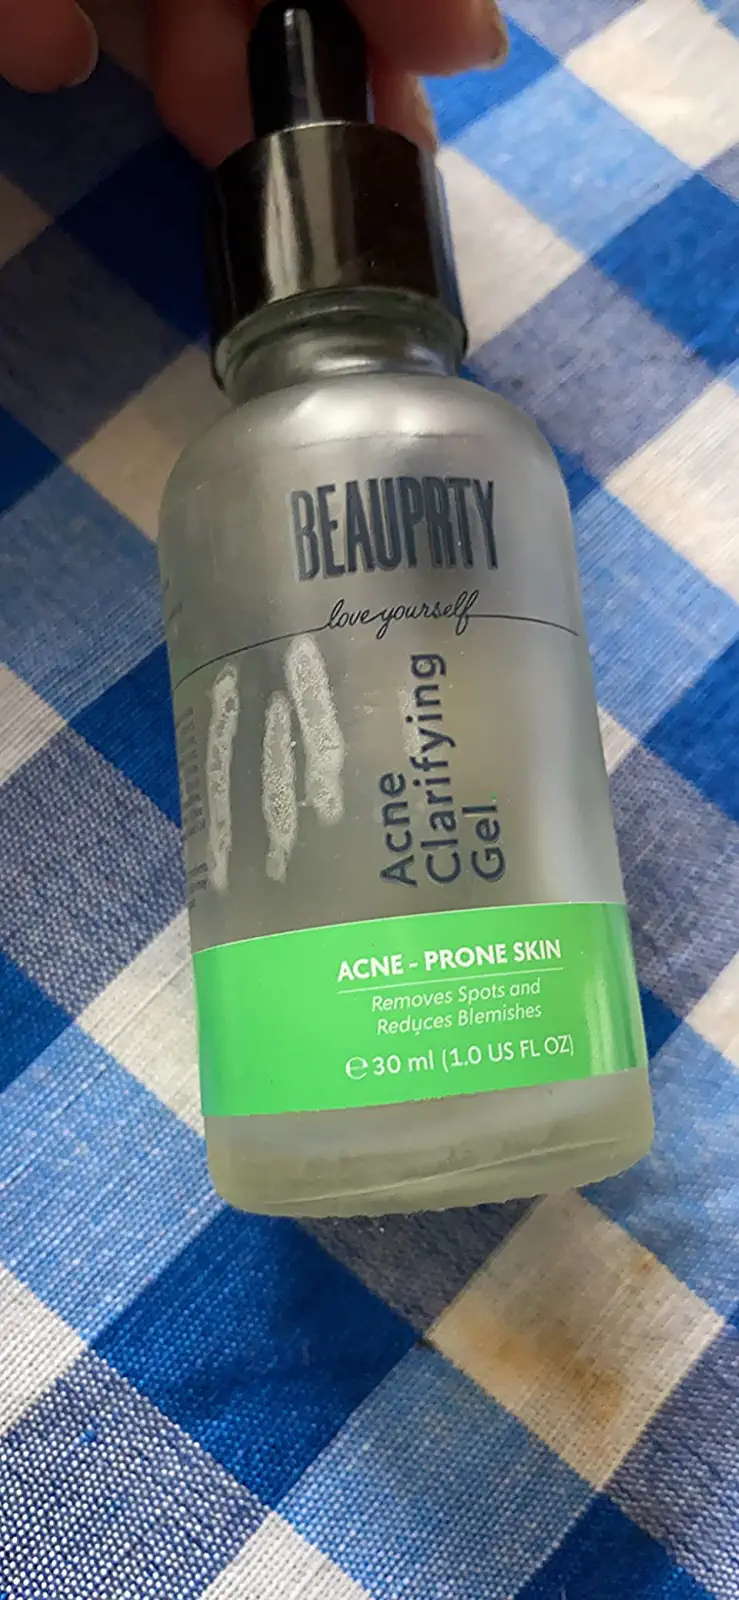 BEAUPRTY
love yourself
Acne
Clarifying
Gel
ACNE - PRONE SKIN
Removes Spots and
Reduces Blemishes
℮ 30 ml (1.0 US FL OZ)